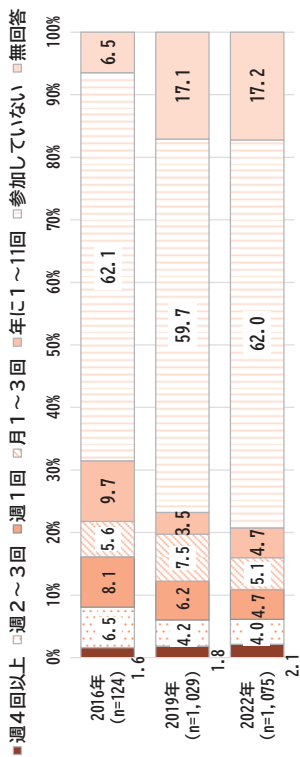 ■週4回以上 □週2～3回 ■週1回 □月1～3回 ■年に1～11回 □参加していない □無回答
0% 10% 20% 30% 40% 50% 60% 70% 80% 90% 100%
2016年
(n=124)
1.6 6.5 8.1 5.6 9.7 62.1 6.5
2019年
(n=1,029)
1.8 4.2 6.2 7.5 3.5 59.7 17.1
2022年
(n=1,075)
2.1 4.0 4.7 5.1 4.7 62.0 17.2